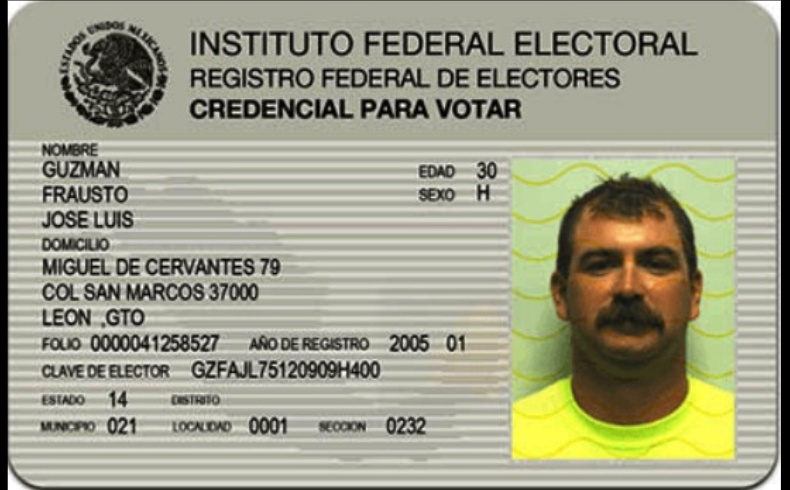 ESTADOS UNIDOS MEXICANOS
INSTITUTO FEDERAL ELECTORAL
REGISTRO FEDERAL DE ELECTORES
CREDENCIAL PARA VOTAR
NOMBRE
GUZMAN EDAD 30
FRAUSTO SEXO H
JOSE LUIS
DOMICILIO
MIGUEL DE CERVANTES 79
COL SAN MARCOS 37000
LEON ,GTO
FOLIO 0000041258527 AÑO DE REGISTRO 2005 01
CLAVE DE ELECTOR GZFAJL75120909H400
ESTADO 14 DISTRITO
MUNICIPIO 021 LOCALIDAD 0001 SECCION 0232